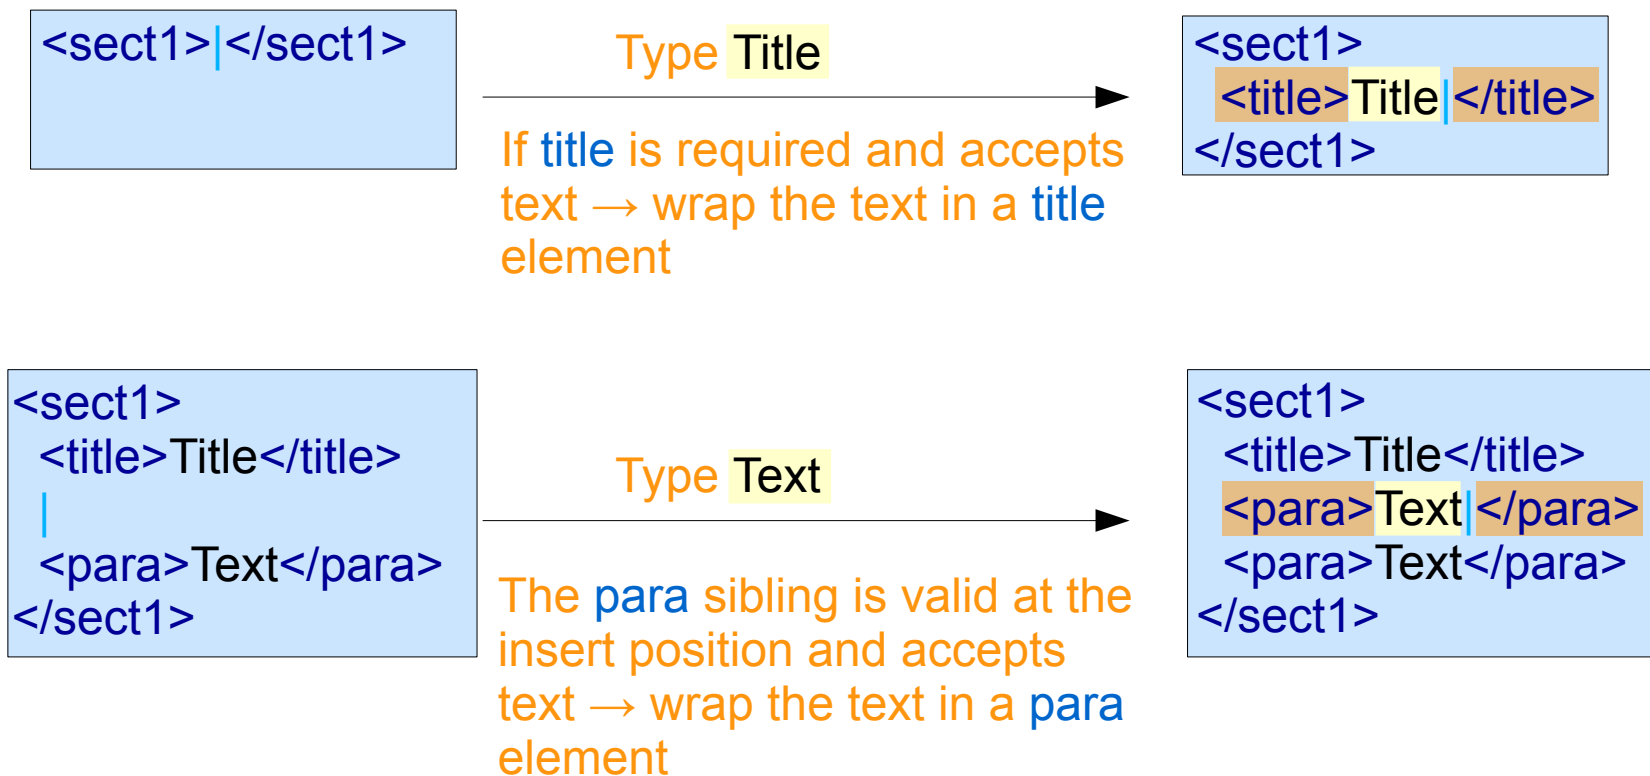 <sect1>|</sect1>
Type Title
If title is required and accepts
text → wrap the text in a title
element
<sect1>
<title>Title|</title>
</sect1>
<sect1>
<title>Title</title>
|
<para>Text</para>
</sect1>
Type Text
The para sibling is valid at the
insert position and accepts
text → wrap the text in a para
element
<sect1>
<title>Title</title>
<para>Text|</para>
<para>Text</para>
</sect1>